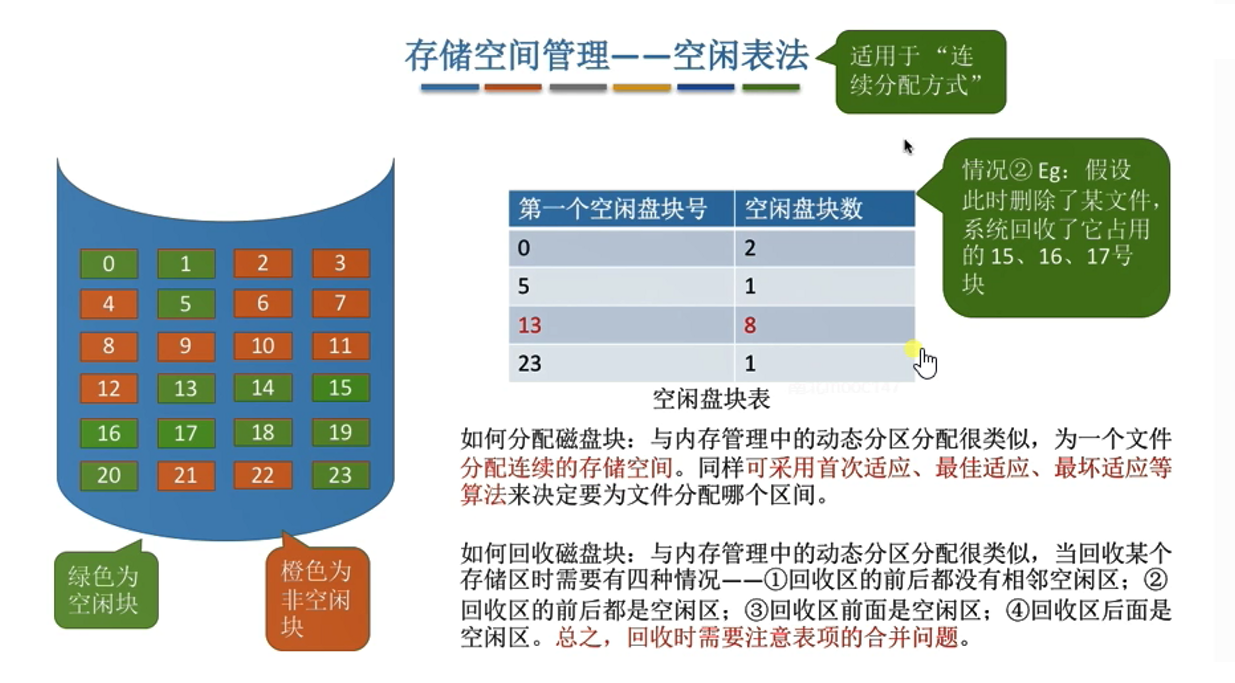 存储空间管理——空闲表法
适用于 “连
续分配方式”
情况② Eg：假设
此时删除了某文件，
系统回收了它占用
的 15、16、17号
块
第一个空闲盘块号 空闲盘块数
0 2
5 1
13 8
23 1
空闲盘块表
0 1 2 3
4 5 6 7
8 9 10 11
12 13 14 15
16 17 18 19
20 21 22 23
绿色为
空闲块
橙色为
非空闲
块
如何分配磁盘块：与内存管理中的动态分区分配很类似，为一个文件
分配连续的存储空间。同样可采用首次适应、最佳适应、最坏适应等
算法来决定要为文件分配哪个区间。
如何回收磁盘块：与内存管理中的动态分区分配很类似，当回收某个
存储区时需要有四种情况——①回收区的前后都没有相邻空闲区；②
回收区的前后都是空闲区；③回收区前面是空闲区；④回收区后面是
空闲区。总之，回收时需要注意表项的合并问题。